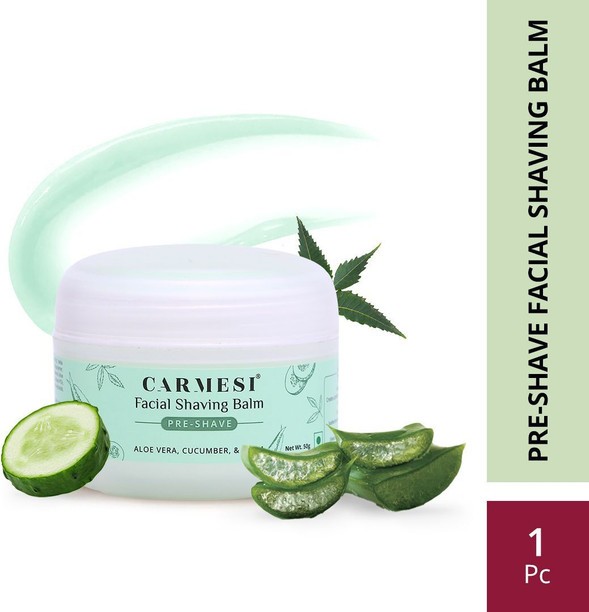 CARMESI®
Facial Shaving Balm
PRE-SHAVE
ALOE VERA, CUCUMBER, &
Net Wt. 50g
PRE-SHAVE FACIAL SHAVING BALM
1
Pc